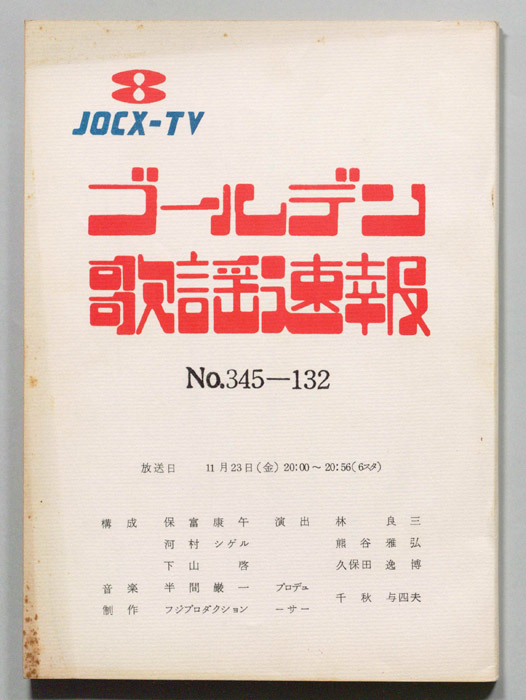 8
JOCX-TV
ゴールデン
歌謡速報
No.345—132
放送日 11月23日(金)20:00～20:56(6スタ)
構成 保富康午 演出 林良三
河村シゲル 熊谷雅弘
下山啓 久保田逸博
音楽 半間巌一 プロデュ
ーサー 千秋与四夫
制作 フジプロダクション